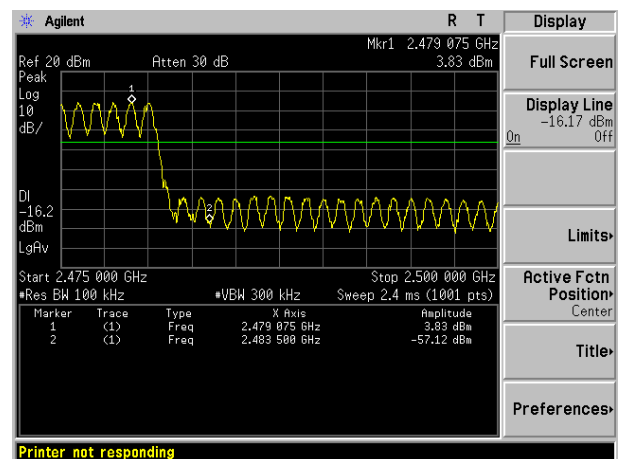 Agilent R T Display
Mkr1 2.479 075 GHz
Ref 20 dBm Atten 30 dB 3.83 dBm
Peak
Log
10
dB/
1
2
DI
-16.2
dBm
LgAv
Start 2.475 000 GHz Stop 2.500 000 GHz
#Res BW 100 kHz #VBW 300 kHz Sweep 2.4 ms (1001 pts)
Marker Trace Type X Axis Amplitude
1 (1) Freq 2.479 075 GHz 3.83 dBm
2 (1) Freq 2.483 500 GHz -57.12 dBm
Printer not responding
Full Screen
Display Line
-16.17 dBm
On Off
Limits
Active Fctn
Position
Center
Title
Preferences